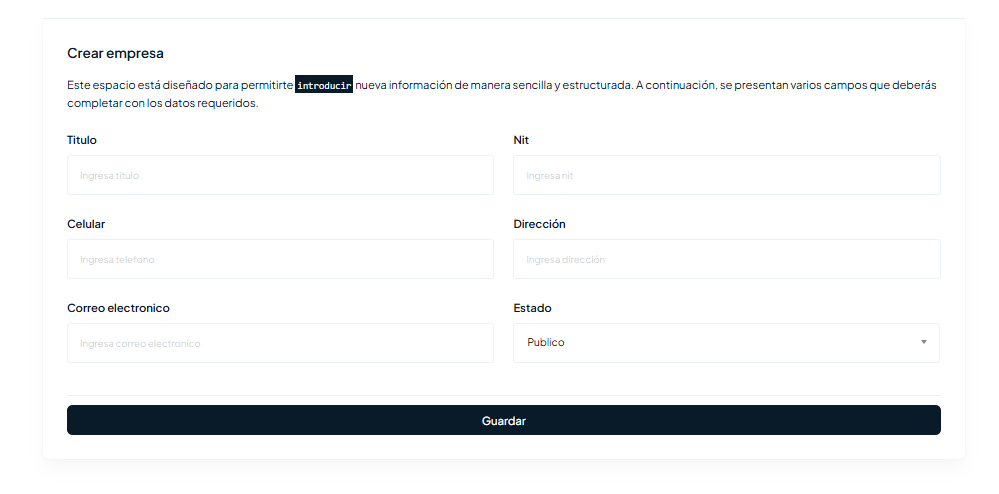 Crear empresa
Este espacio está diseñado para permitirte introducir nueva información de manera sencilla y estructurada. A continuación, se presentan varios campos que deberás
completar con los datos requeridos.
Titulo
Nit
Ingresa titulo
Ingresa nit
Celular
Dirección
Ingresa telefono
Ingresa dirección
Correo electronico
Estado
Ingresa correo electronico
Publico
Guardar